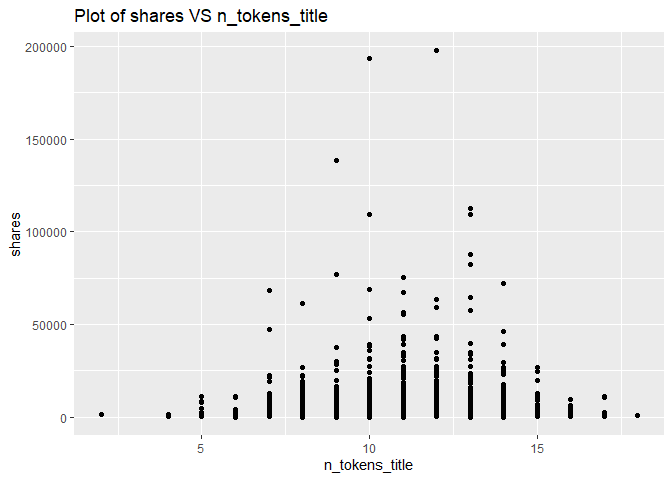 Plot of shares VS n_tokens_title
200000
150000
100000
50000
0
shares
5 10 15
n_tokens_title